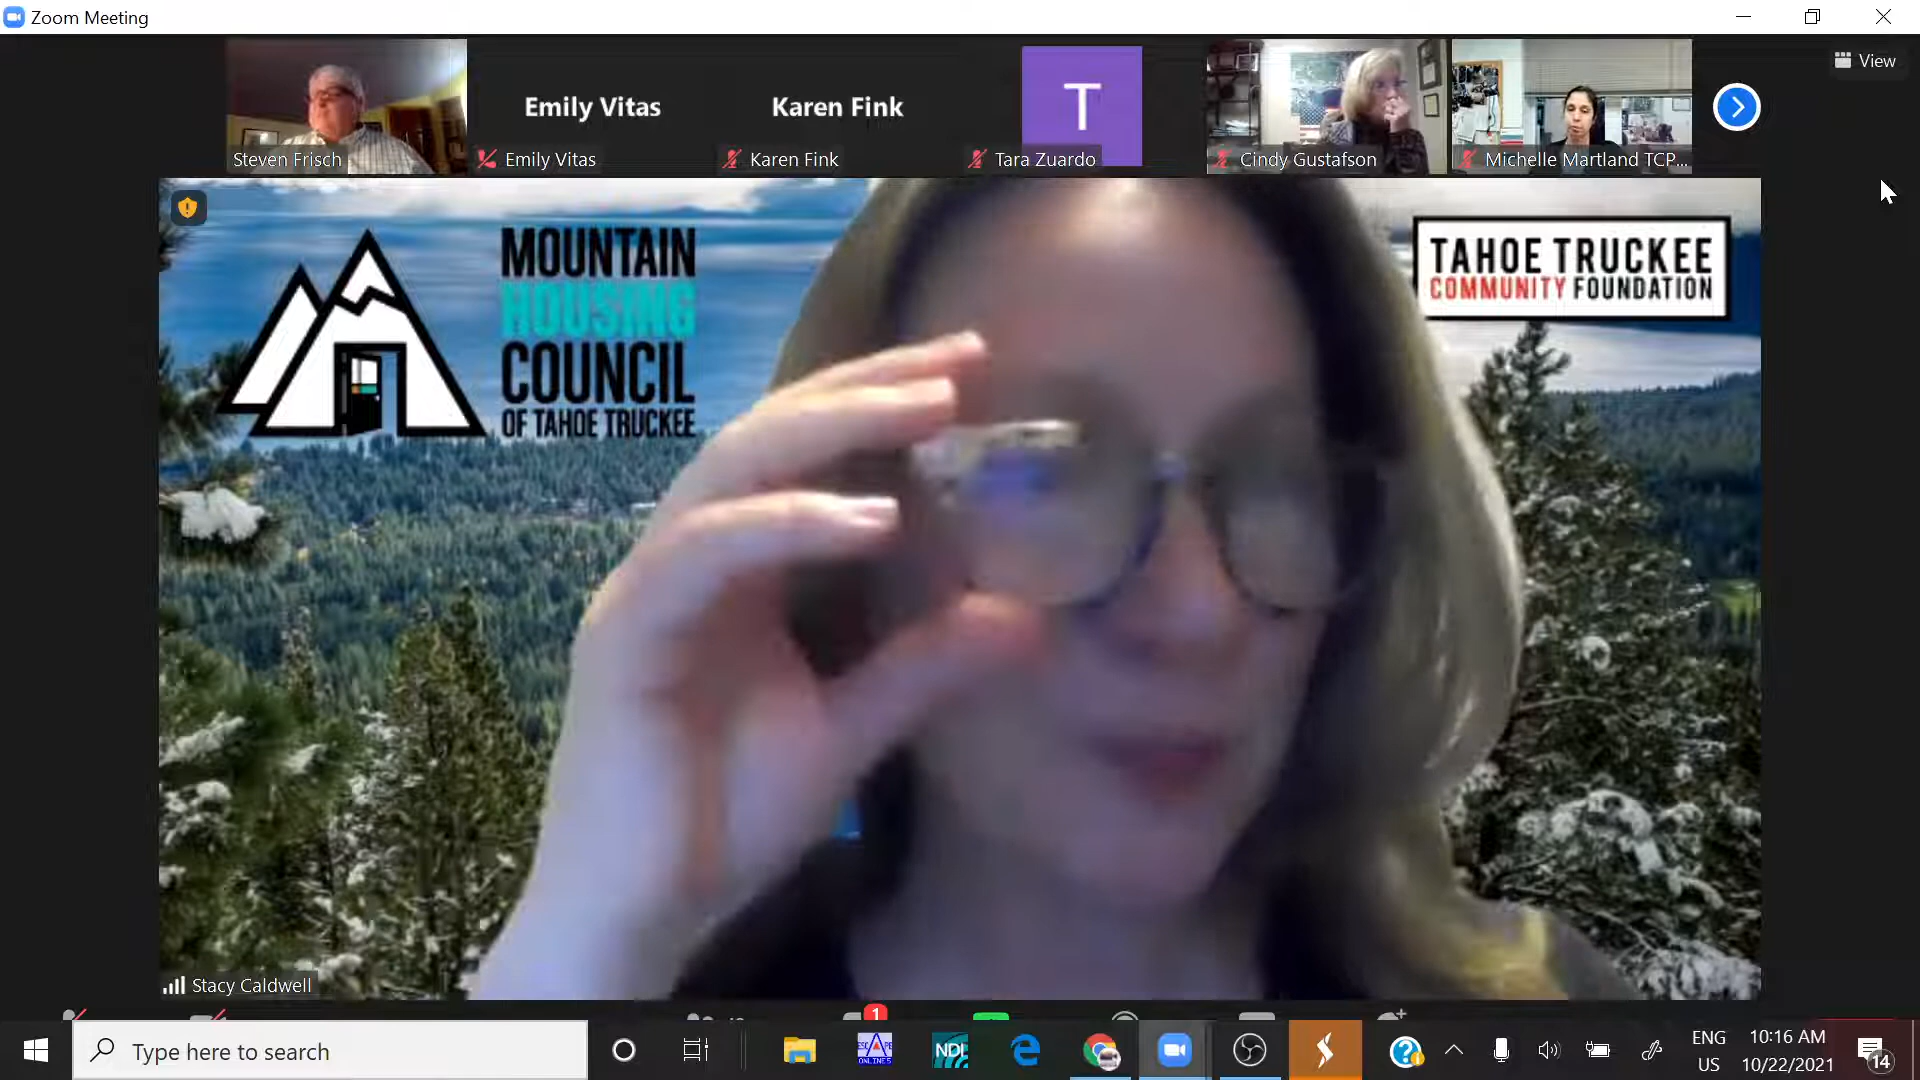 Zoom Meeting
View
Emily Vitas
Karen Fink
T
Steven Frisch
Emily Vitas
Karen Fink
Tara Zuardo
Cindy Gustafson
Michelle Martland TCP...
MOUNTAIN
HOUSING
COUNCIL
OF TAHOE TRUCKEE
TAHOE TRUCKEE
COMMUNITY FOUNDATION
Stacy Caldwell
1
Type here to search
NDI
ENG
US
10:16 AM
10/22/2021
14